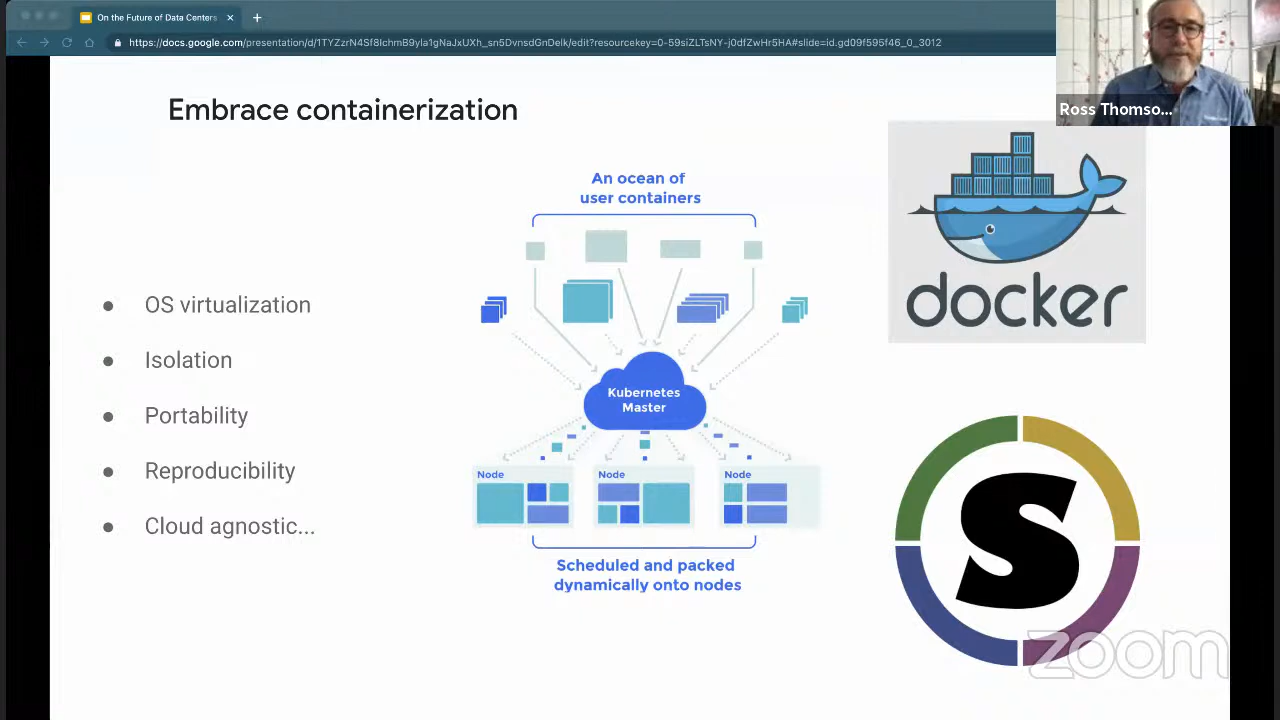 On the Future of Data Centers
https://docs.google.com/presentation/d/1TYZzrN4Sf8IchmB9yla1gNaJxUXh_sn5DvnsdGnDelk/edit?resourcekey=0-59siZLTsNY-j0dfZwHr5HA#slide=id.gd09f595f46_0_3012
Ross Thomso...
Embrace containerization
OS virtualization
Isolation
Portability
Reproducibility
Cloud agnostic...
An ocean of
user containers
Kubernetes
Master
Node
Node
Node
Scheduled and packed
dynamically onto nodes
docker
S
zoom